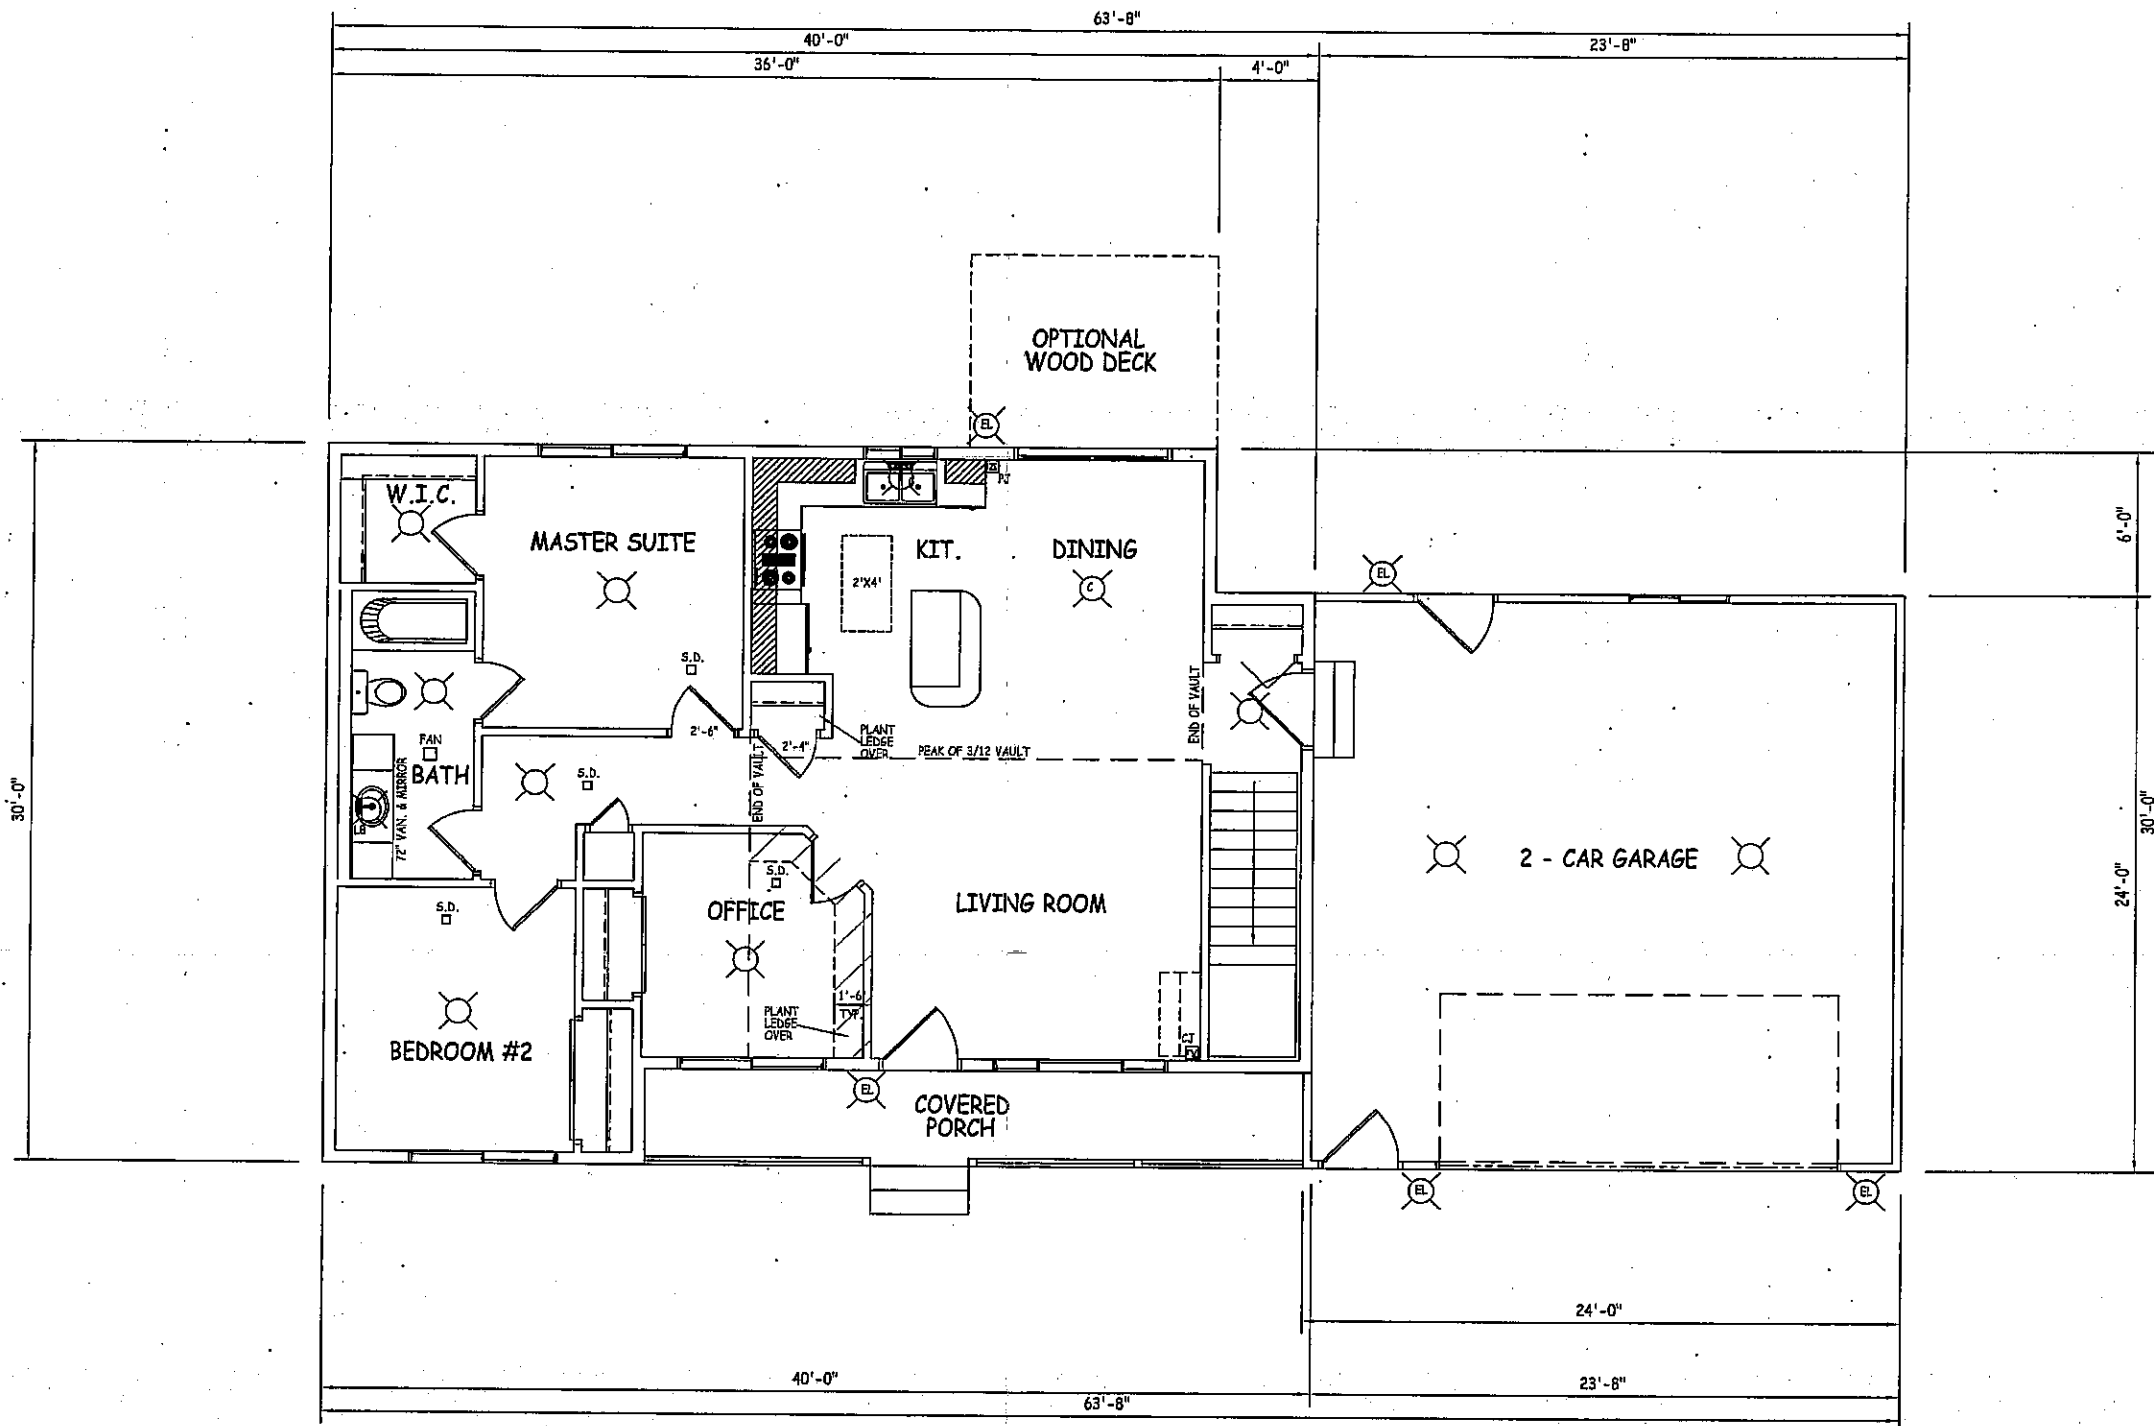 63'-8"
40'-0"
23'-8"
36'-0"
4'-0"
OPTIONAL
WOOD DECK
EL
W.I.C.
MASTER SUITE
KIT.
DINING
PJ
6'-0"
2'X4'
C
EL
S.D.
2'-6"
2'-4"
PLANT
LEDGE
OVER
PEAK OF 3/12 VAULT
END OF VAULT
END OF VAULT
FAN
BATH
72" VAN. & MIRROR
LB
S.D.
30'-0"
30'-0"
24'-0"
2 - CAR GARAGE
S.D.
OFFICE
S.D.
LIVING ROOM
1'-6"
TYP.
PLANT
LEDGE
OVER
BEDROOM #2
EL
COVERED
PORCH
EL
EL
24'-0"
40'-0"
23'-8"
63'-8"